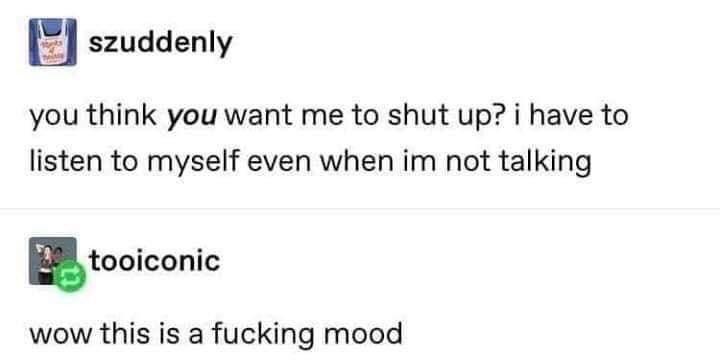 szuddenly
you think you want me to shut up? i have to
listen to myself even when im not talking
tooiconic
wow this is a fucking mood